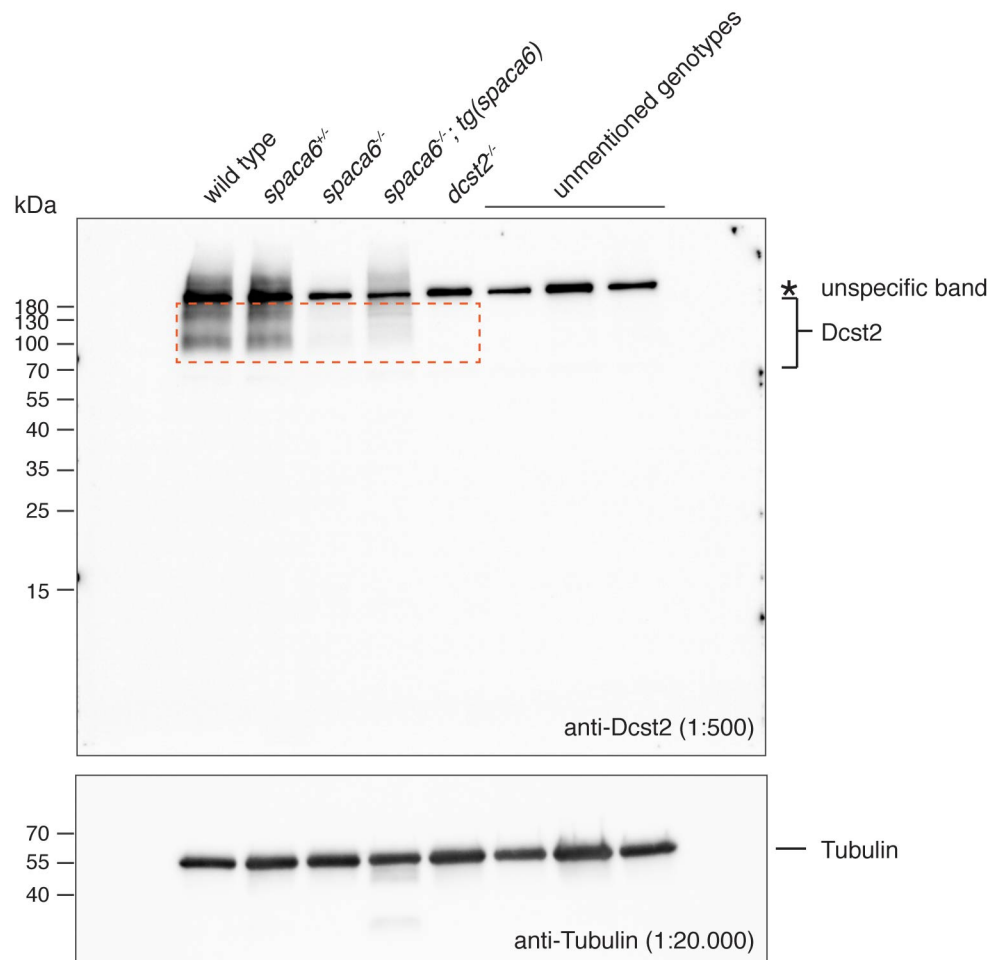 wild type
spaca6+/-
spaca6-/-
spaca6-/-; tg(spaca6)
dcst2-/-
unmentioned genotypes
kDa
180
130
100
70
55
40
35
25
15
* unspecific band
Dcst2
anti-Dcst2 (1:500)
70
55
40
Tubulin
anti-Tubulin (1:20.000)